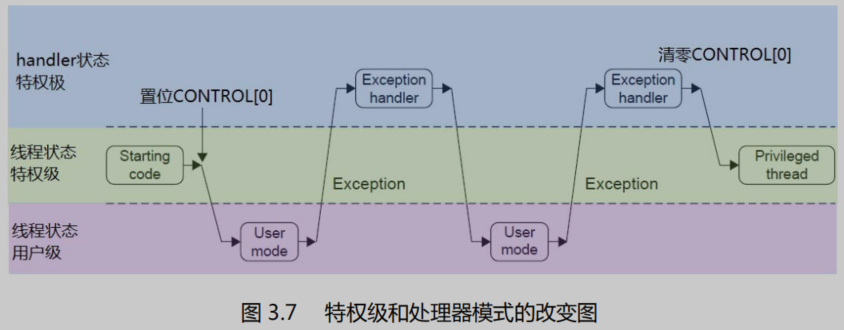 handler状态
特权极
置位CONTROL[0]
Exception
handler
清零CONTROL[0]
Exception
handler
线程状态
特权级
Starting
code
Exception
Exception
Privileged
thread
线程状态
用户级
User
mode
User
mode
图 3.7 特权级和处理器模式的改变图